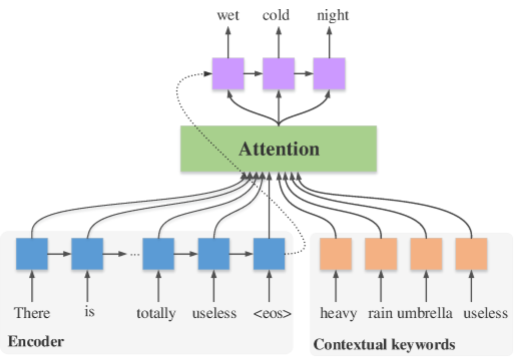 wet cold night
Attention
There is ... totally useless <eos> heavy rain umbrella useless
Encoder Contextual keywords